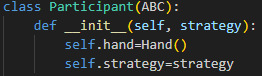 class Participant(ABC):
    def __init__(self, strategy):
        self.hand=Hand()
        self.strategy=strategy